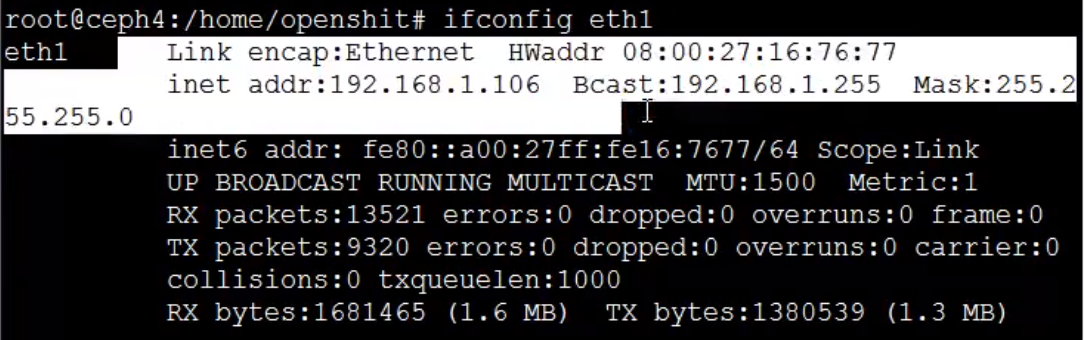 root@ceph4:/home/openshit# ifconfig eth1
eth1      Link encap:Ethernet  HWaddr 08:00:27:16:76:77
          inet addr:192.168.1.106  Bcast:192.168.1.255  Mask:255.2
55.255.0
          inet6 addr: fe80::a00:27ff:fe16:7677/64 Scope:Link
          UP BROADCAST RUNNING MULTICAST  MTU:1500  Metric:1
          RX packets:13521 errors:0 dropped:0 overruns:0 frame:0
          TX packets:9320 errors:0 dropped:0 overruns:0 carrier:0
          collisions:0 txqueuelen:1000
          RX bytes:1681465 (1.6 MB)  TX bytes:1380539 (1.3 MB)